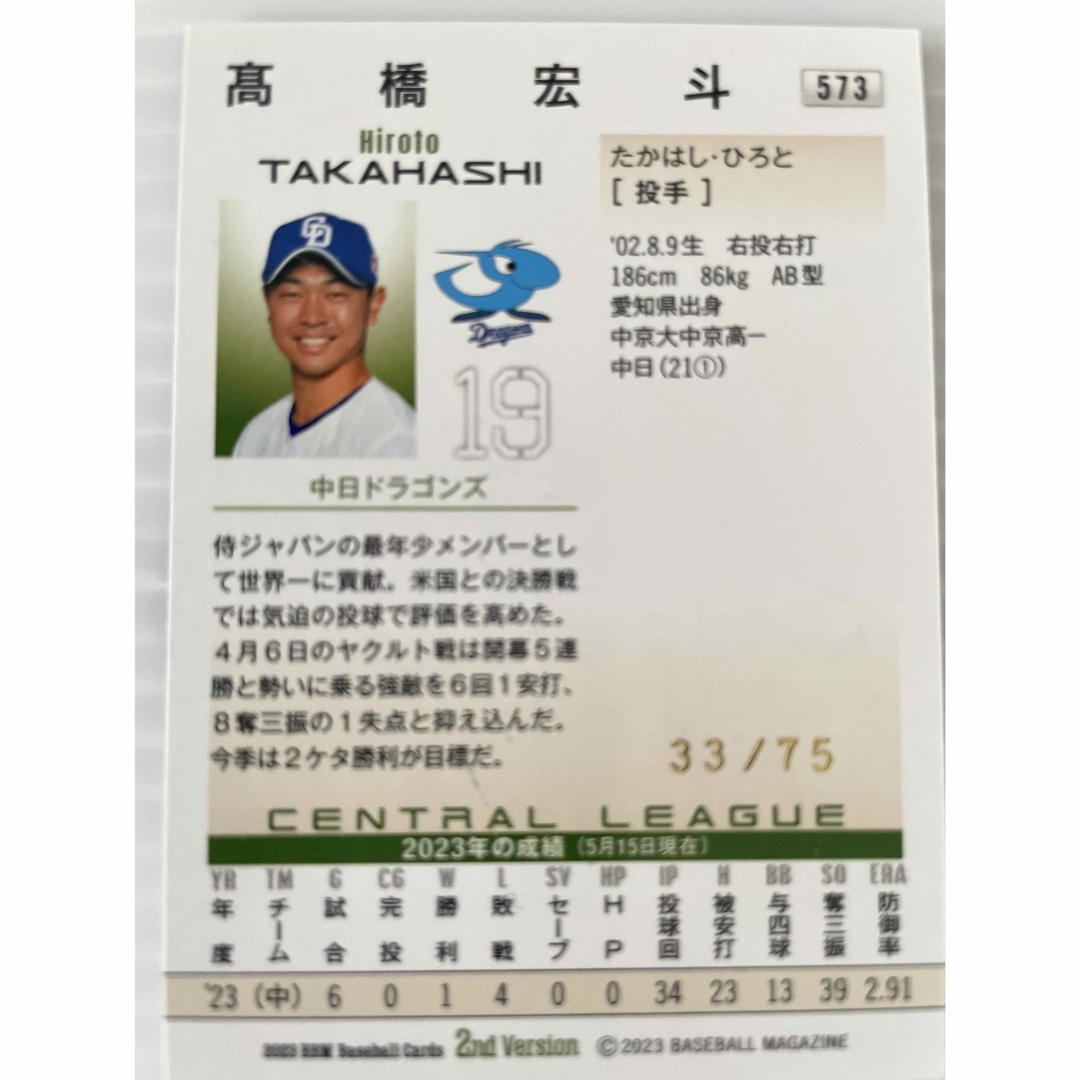 髙橋宏斗 573
Hiroto
TAKAHASHI
たかはし・ひろと
[ 投手 ]
'02.8.9生 右投右打
186cm 86kg AB型
愛知県出身
中京大中京高ー
中日(21①)
CD
Dragons
19
中日ドラゴンズ
侍ジャパンの最年少メンバーとし
て世界一に貢献。米国との決勝戦
では気迫の投球で評価を高めた。
4月6日のヤクルト戦は開幕5連
勝と勢いに乗る強敵を6回1安打、
8奪三振の1失点と抑え込んだ。
今季は2ケタ勝利が目標だ。
33/75
CENTRAL LEAGUE
2023年の成績(5月15日現在)
YR TM G CG W L SV HP IP H BB SO ERA
年度 チーム 試合 完投 勝利 敗戦 セーブ HP 投球回 被安打 与四球 奪三振 防御率
'23 (中) 6 0 1 4 0 0 34 23 13 39 2.91
2023 BBM Baseball Cards 2nd Version ©2023 BASEBALL MAGAZINE